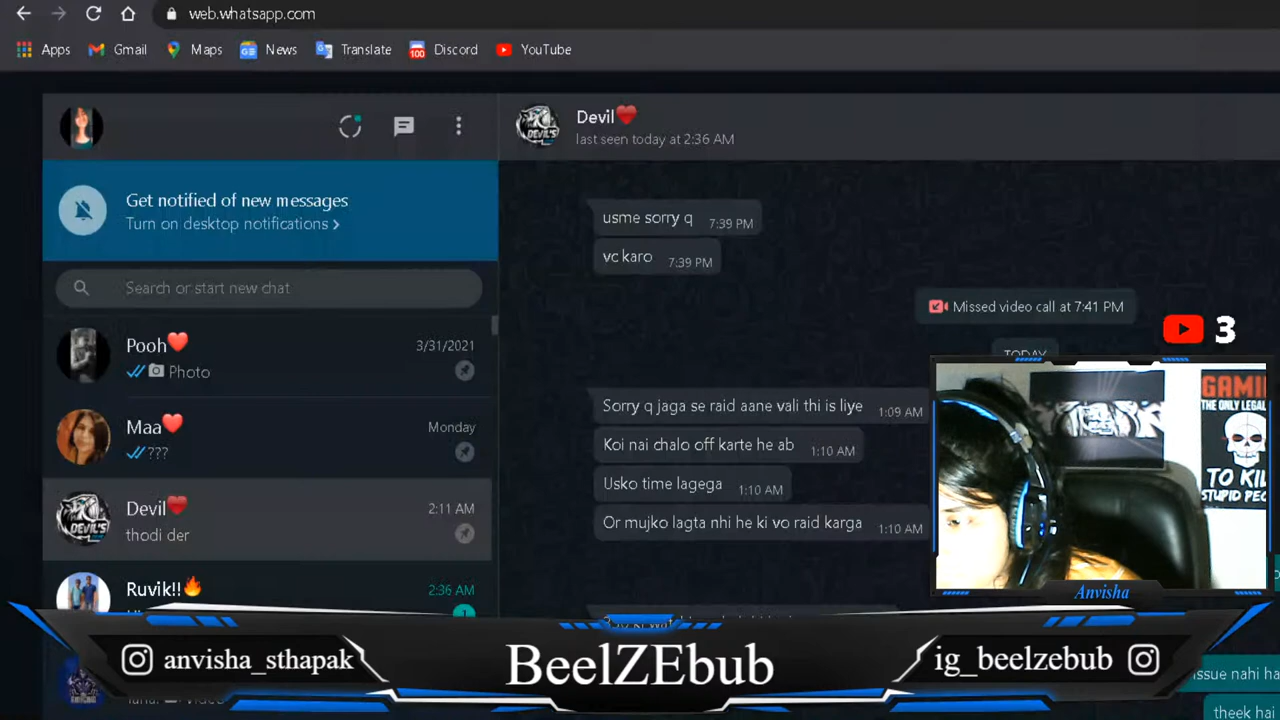 web.whatsapp.com
Apps Gmail Maps News Translate 100 Discord YouTube
Get notified of new messages
Turn on desktop notifications >
Search or start new chat
Pooh 3/31/2021
Photo
Maa Monday
???
Devil 2:11 AM
thodi der
Ruvik!! 2:36 AM
1
Devil
last seen today at 2:36 AM
usme sorry q 7:39 PM
vc karo 7:39 PM
Missed video call at 7:41 PM
TODAY
Sorry q jaga se raid aane vali thi is liye 1:09 AM
Koi nai chalo off karte he ab 1:10 AM
Usko time lagega 1:10 AM
Or mujko lagta nhi he ki vo raid karga 1:10 AM
issue nahi ha
theek hai
3
DEVIL'S
DEVIL'S
THE ONLY LEGAL
TO KIL
STUPID PEO
Anvisha
anvisha_sthapak
BeelZEbub
ig_beelzebub